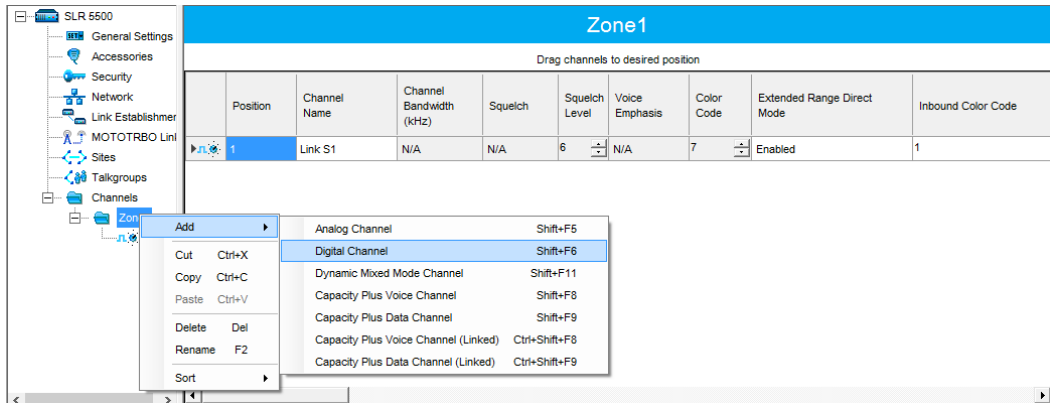 SLR 5500
General Settings
Accessories
Security
Network
Link Establishmer
MOTOTRBO Linl
Sites
Talkgroups
Channels
Zon
Zone1
Drag channels to desired position
Position
Channel
Name
Channel
Bandwidth
(kHz)
Squelch
Squelch
Level
Voice
Emphasis
Color
Code
Extended Range Direct
Mode
Inbound Color Code
1
Link S1
N/A
N/A
6
N/A
7
Enabled
1
Add
Cut Ctrl+X
Copy Ctrl+C
Paste Ctrl+V
Delete Del
Rename F2
Sort
Analog Channel Shift+F5
Digital Channel Shift+F6
Dynamic Mixed Mode Channel Shift+F11
Capacity Plus Voice Channel Shift+F8
Capacity Plus Data Channel Shift+F9
Capacity Plus Voice Channel (Linked) Ctrl+Shift+F8
Capacity Plus Data Channel (Linked) Ctrl+Shift+F9